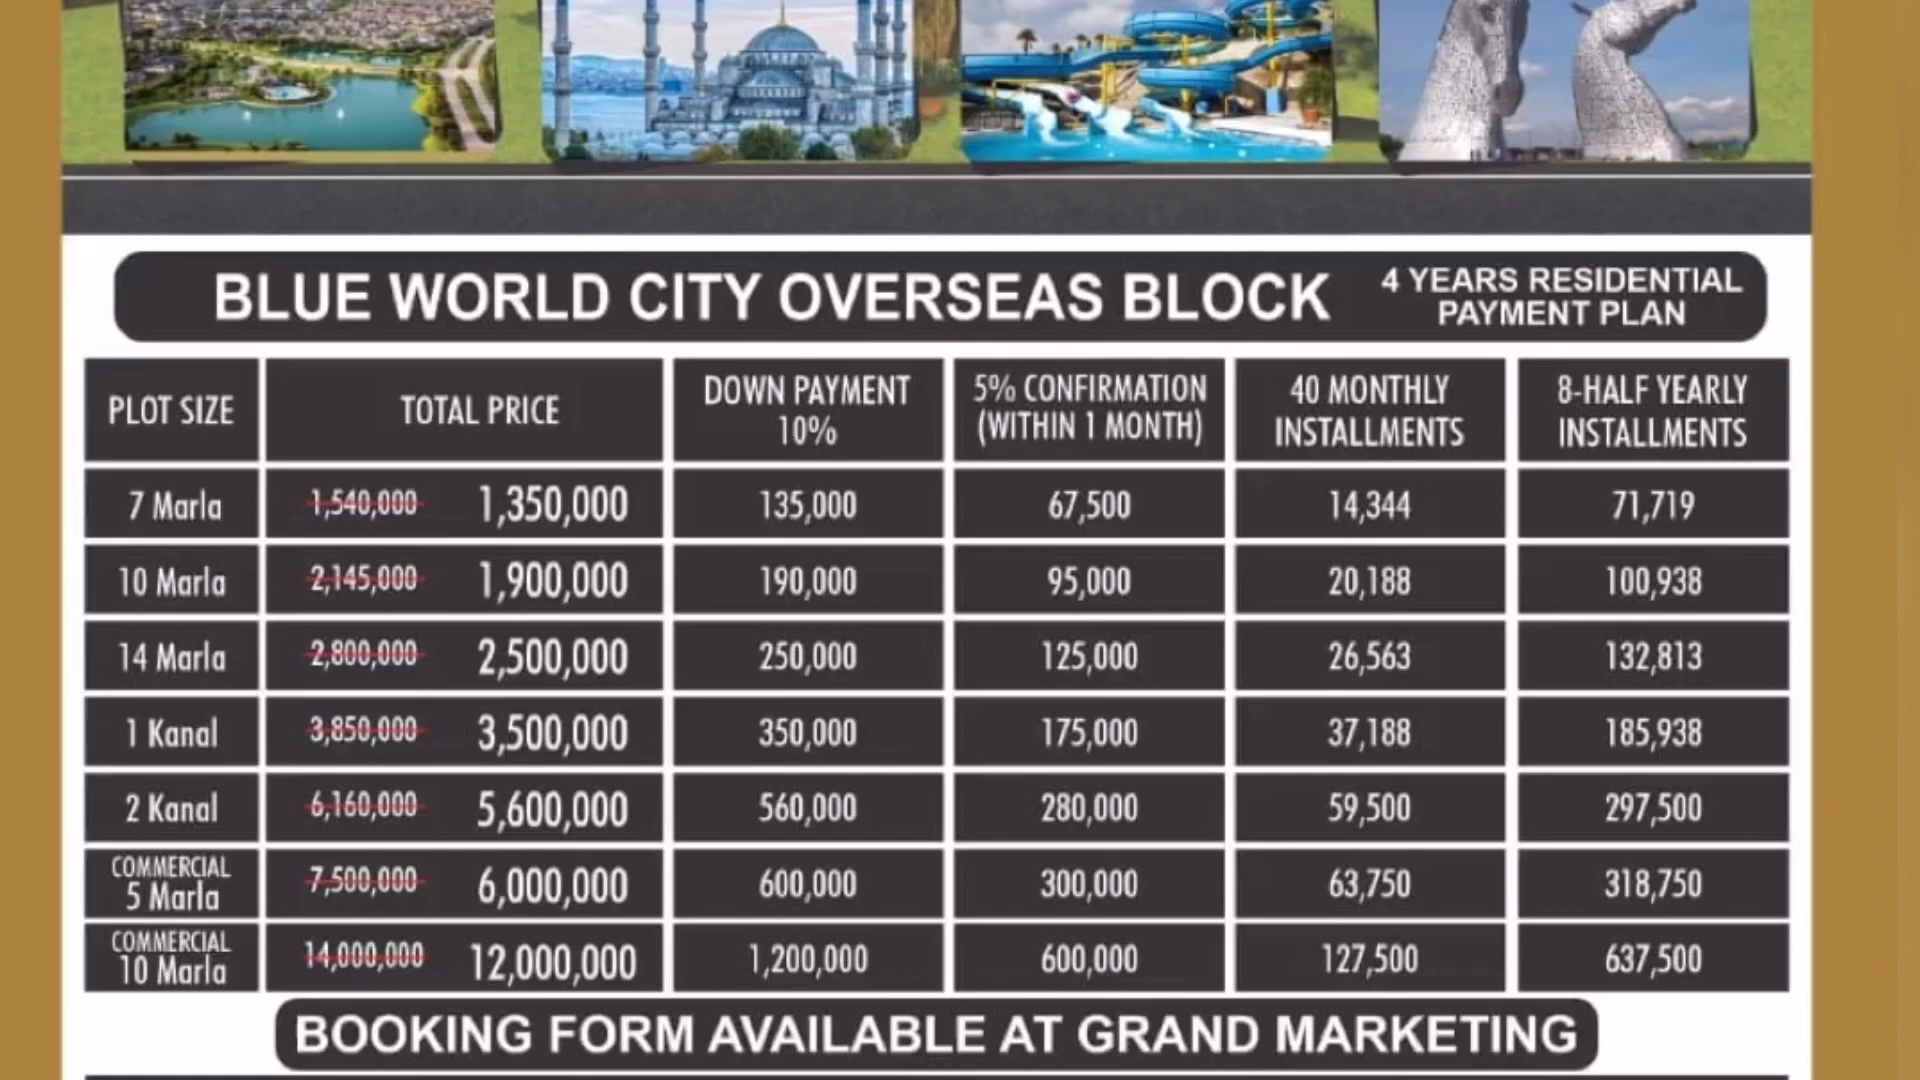 BLUE WORLD CITY OVERSEAS BLOCK
4 YEARS RESIDENTIAL
PAYMENT PLAN
PLOT SIZE
TOTAL PRICE
DOWN PAYMENT
10%
5% CONFIRMATION
(WITHIN 1 MONTH)
40 MONTHLY
INSTALLMENTS
8-HALF YEARLY
INSTALLMENTS
7 Marla 1,540,000 1,350,000 135,000 67,500 14,344 71,719
10 Marla 2,145,000 1,900,000 190,000 95,000 20,188 100,938
14 Marla 2,800,000 2,500,000 250,000 125,000 26,563 132,813
1 Kanal 3,850,000 3,500,000 350,000 175,000 37,188 185,938
2 Kanal 6,160,000 5,600,000 560,000 280,000 59,500 297,500
COMMERCIAL
5 Marla 7,500,000 6,000,000 600,000 300,000 63,750 318,750
COMMERCIAL
10 Marla 14,000,000 12,000,000 1,200,000 600,000 127,500 637,500
BOOKING FORM AVAILABLE AT GRAND MARKETING